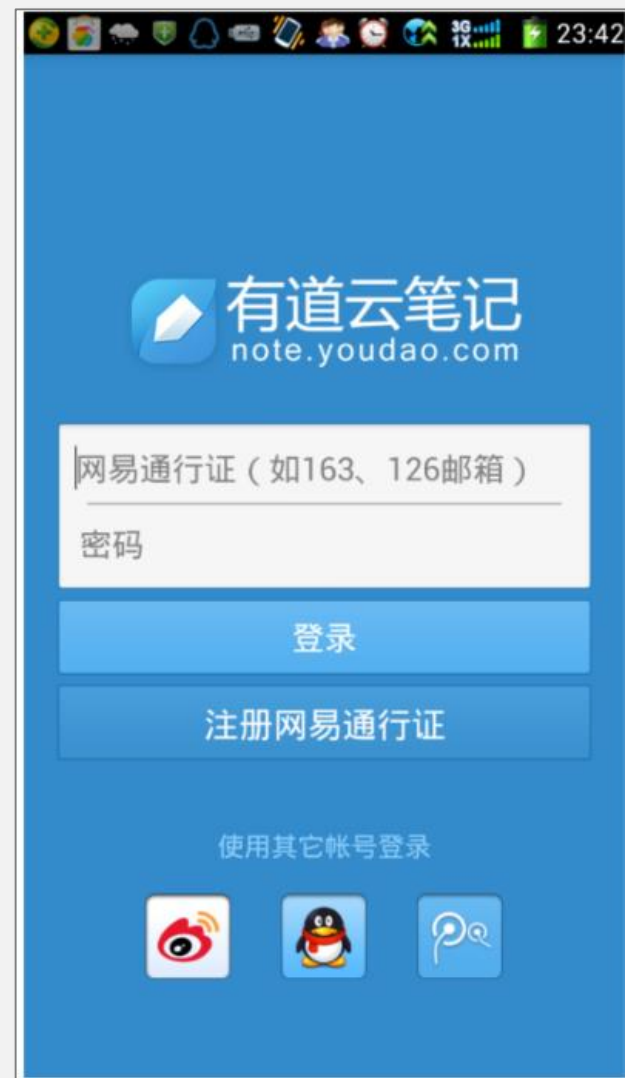 3G
1X
23:42
有道云笔记
note.youdao.com
网易通行证（如163、126邮箱）
密码
登录
注册网易通行证
使用其它帐号登录